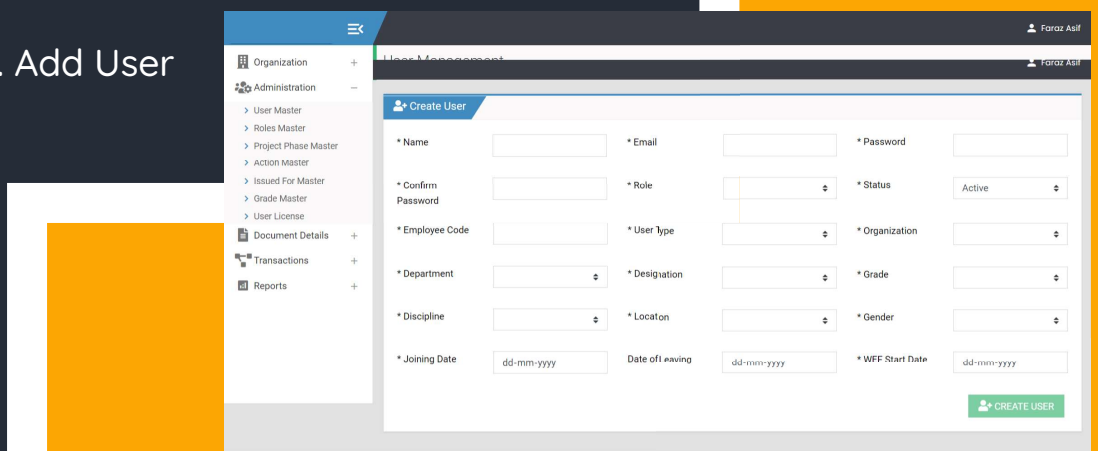 . Add User
Faraz Asif
User Management
Faraz Asif
Organization
Administration
User Master
Roles Master
Project Phase Master
Action Master
Issued For Master
Grade Master
User License
Document Details
Transactions
Reports
Create User
* Name
* Email
* Password
* Confirm
Password
* Role
* Status
Active
* Employee Code
* User Type
* Organization
* Department
* Designation
* Grade
* Discipline
* Locaton
* Gender
* Joining Date
dd-mm-yyyy
Date of Leaving
dd-mm-yyyy
* WEF Start Date
dd-mm-yyyy
CREATE USER